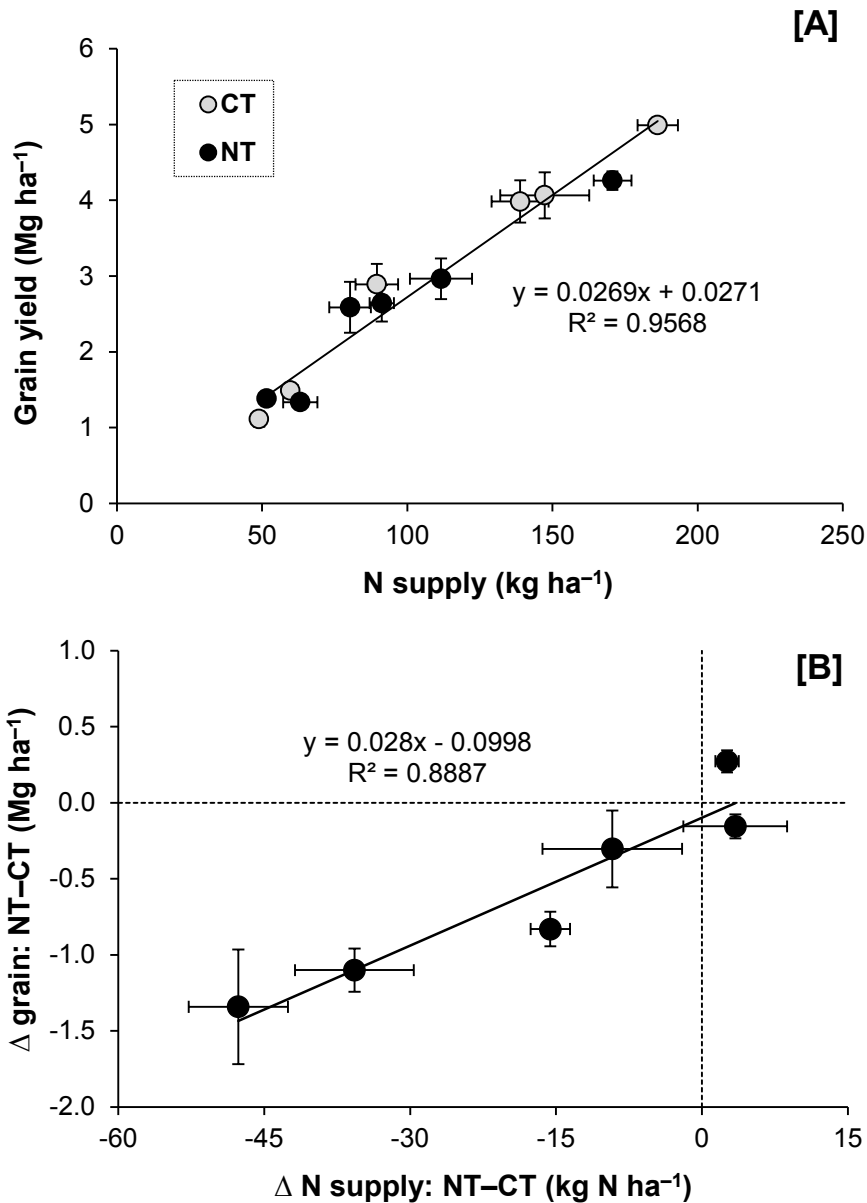 [A]
6
5
4
3
2
1
0
CT
NT
Grain yield (Mg ha⁻¹)
y = 0.0269x + 0.0271
R² = 0.9568
0 50 100 150 200 250
N supply (kg ha⁻¹)
[B]
1.0
0.5
0.0
-0.5
-1.0
-1.5
-2.0
Δ grain: NT–CT (Mg ha⁻¹)
y = 0.028x - 0.0998
R² = 0.8887
-60 -45 -30 -15 0 15
Δ N supply: NT–CT (kg N ha⁻¹)